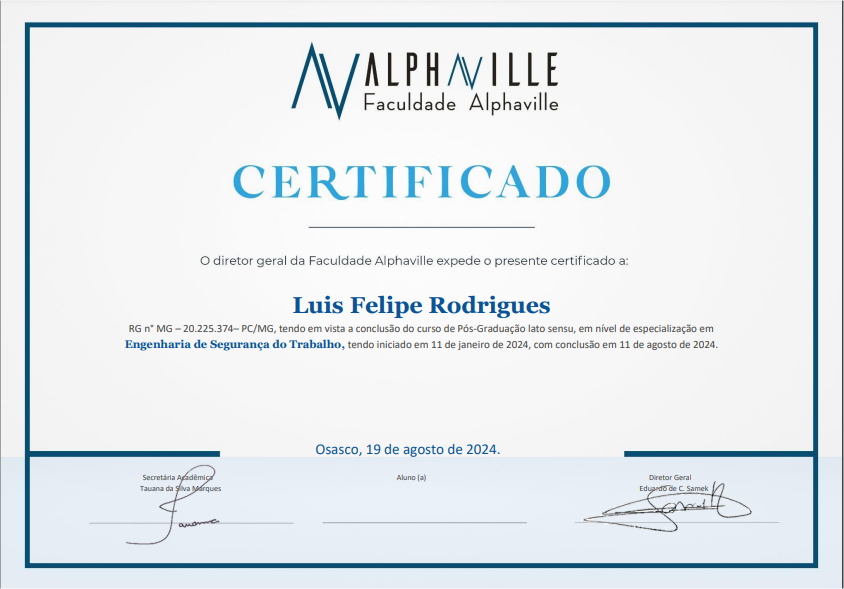 ALPHAVILLE
Faculdade Alphaville
CERTIFICADO
O diretor geral da Faculdade Alphaville expede o presente certificado a:
Luis Felipe Rodrigues
RG n° MG – 20.225.374– PC/MG, tendo em vista a conclusão do curso de Pós-Graduação lato sensu, em nível de especialização em
Engenharia de Segurança do Trabalho, tendo iniciado em 11 de janeiro de 2024, com conclusão em 11 de agosto de 2024.
Osasco, 19 de agosto de 2024.
Secretária Acadêmica
Tauana da Silva Marques
Aluno (a)
Diretor Geral
Eduardo de C. Samek